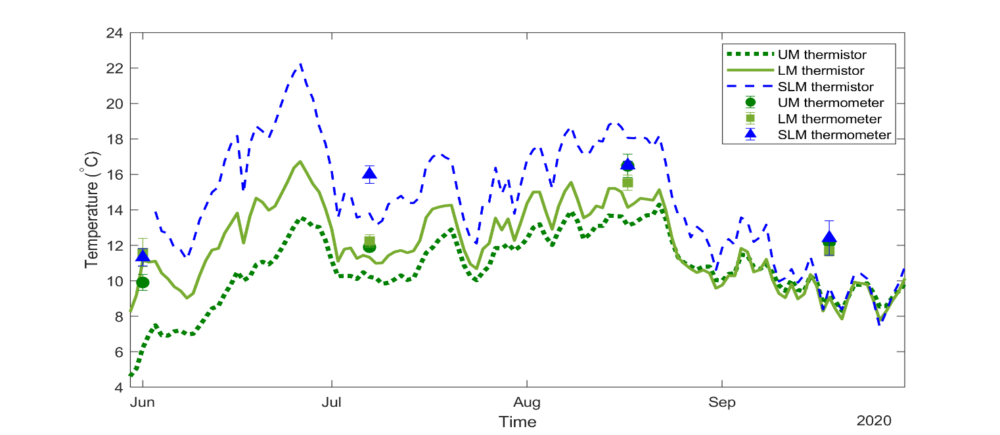 24
22
20
18
16
14
12
10
8
6
4
Temperature (°C)
Jun
Jul
Aug
Sep
Time
2020
UM thermistor
LM thermistor
SLM thermistor
UM thermometer
LM thermometer
SLM thermometer